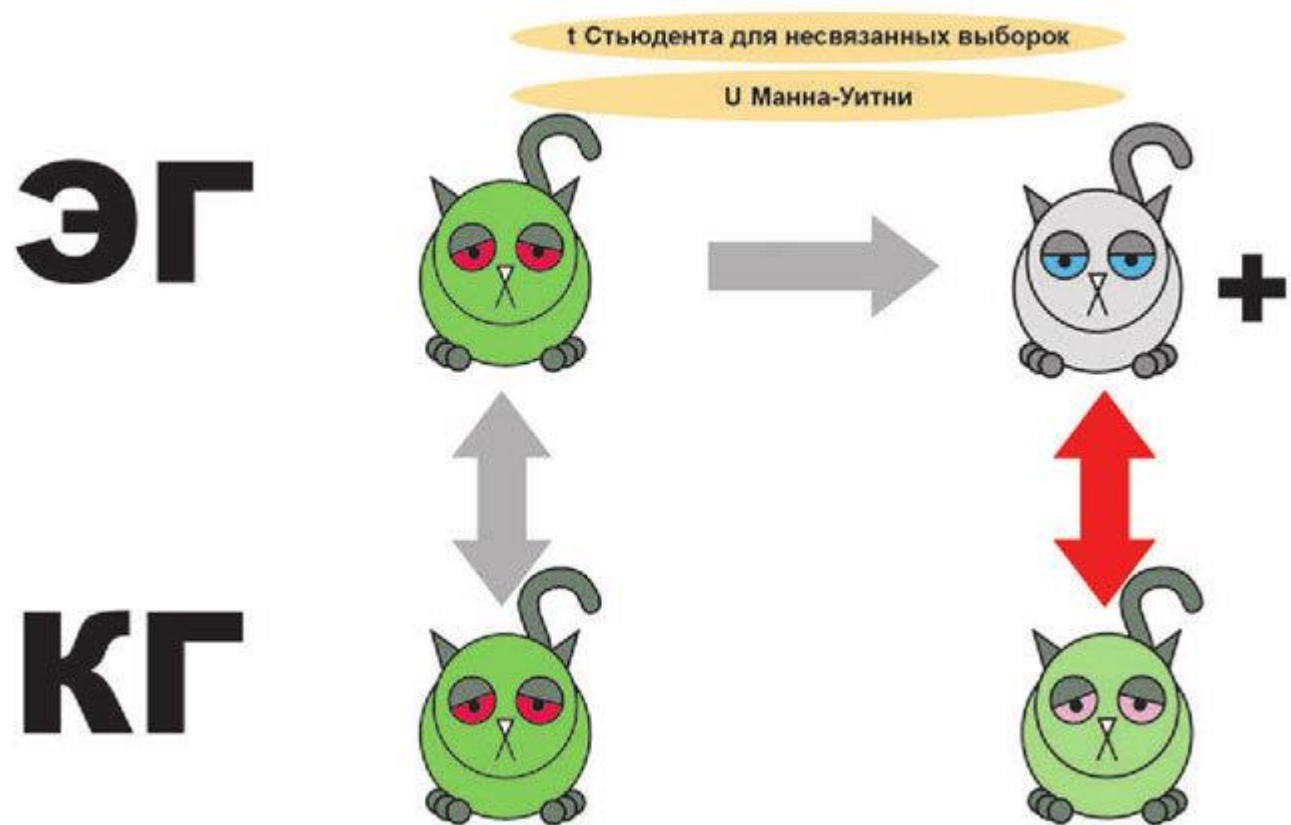 t Стьюдента для несвязанных выборок
U Манна-Уитни
ЭГ
+
КГ